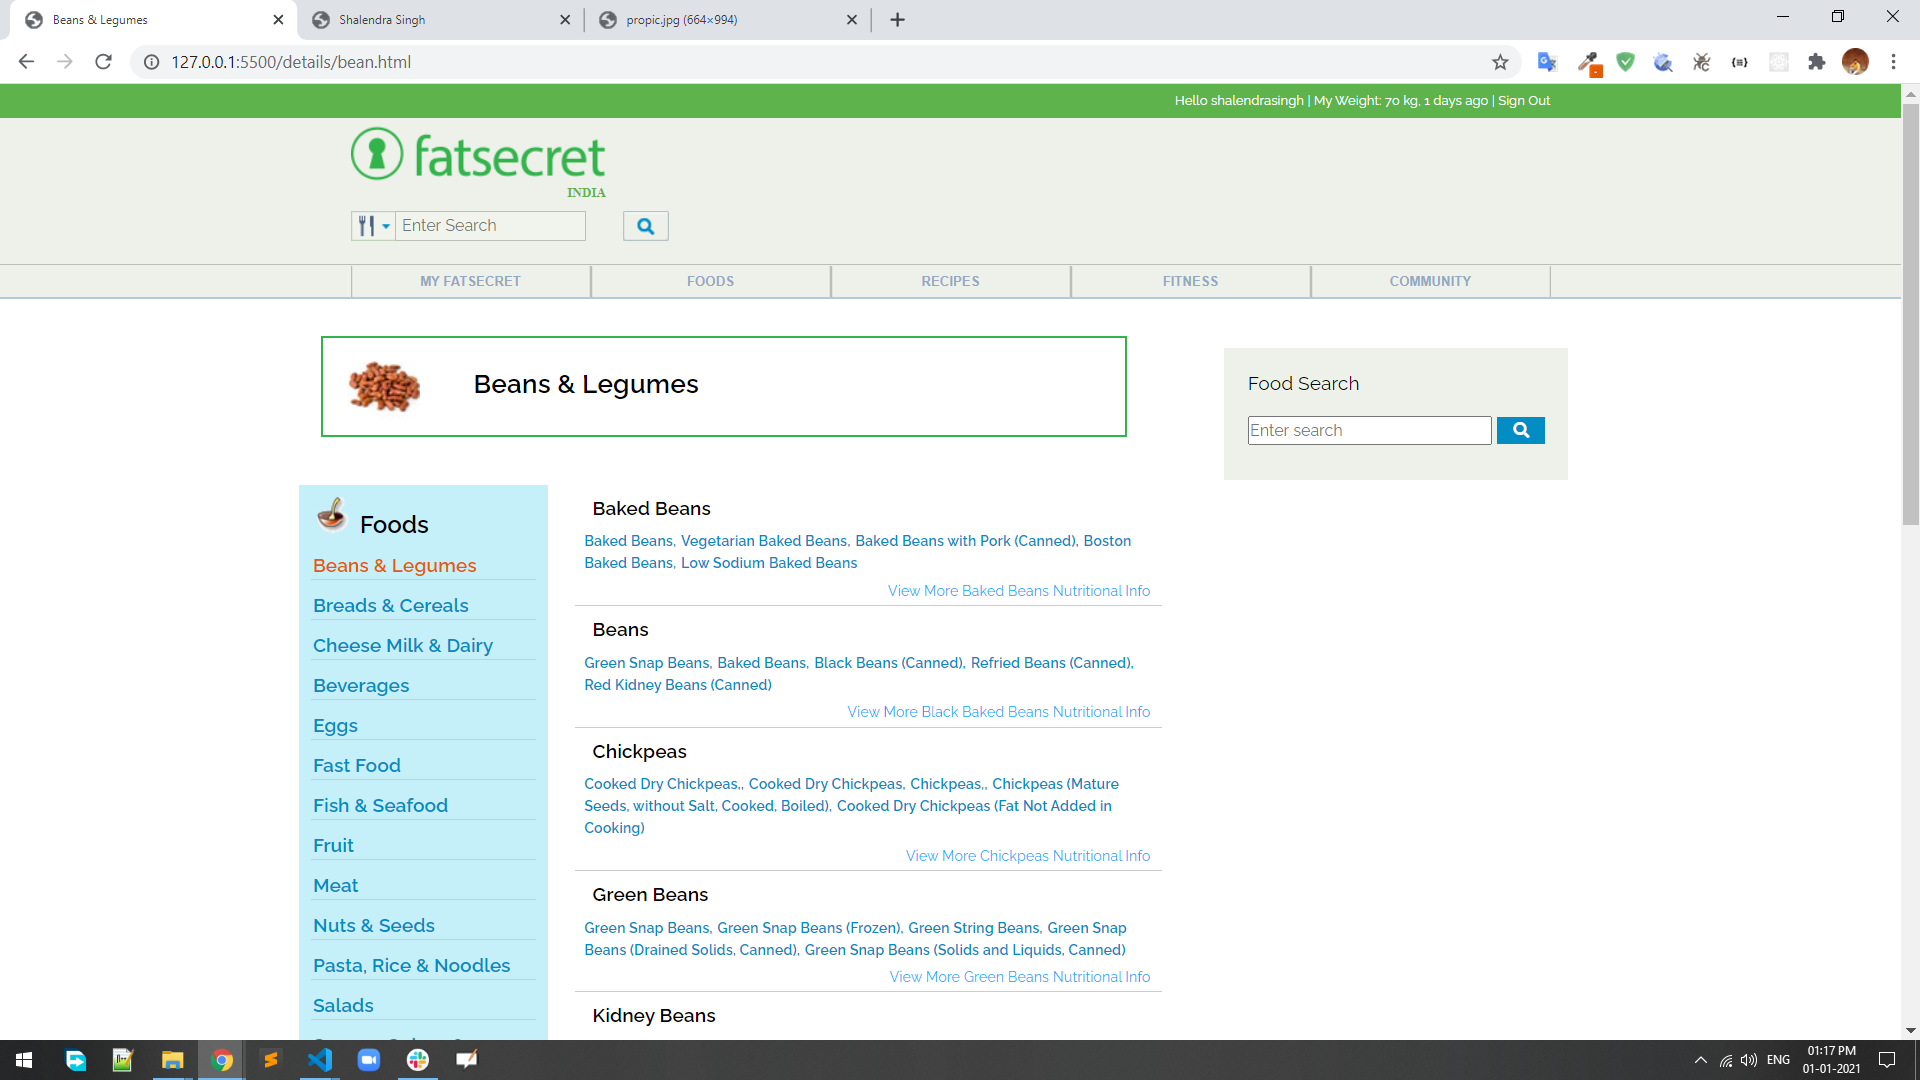 Beans & Legumes
Shalendra Singh
propic.jpg (664×994)
127.0.0.1:5500/details/bean.html
Hello shalendrasingh | My Weight: 70 kg, 1 days ago | Sign Out
fatsecret
INDIA
Enter Search
MY FATSECRET
FOODS
RECIPES
FITNESS
COMMUNITY
Beans & Legumes
Food Search
Enter search
Foods
Beans & Legumes
Breads & Cereals
Cheese Milk & Dairy
Beverages
Eggs
Fast Food
Fish & Seafood
Fruit
Meat
Nuts & Seeds
Pasta, Rice & Noodles
Salads
Baked Beans
Baked Beans, Vegetarian Baked Beans, Baked Beans with Pork (Canned), Boston
Baked Beans, Low Sodium Baked Beans
View More Baked Beans Nutritional Info
Beans
Green Snap Beans, Baked Beans, Black Beans (Canned), Refried Beans (Canned),
Red Kidney Beans (Canned)
View More Black Baked Beans Nutritional Info
Chickpeas
Cooked Dry Chickpeas,, Cooked Dry Chickpeas, Chickpeas,, Chickpeas (Mature
Seeds, without Salt, Cooked, Boiled), Cooked Dry Chickpeas (Fat Not Added in
Cooking)
View More Chickpeas Nutritional Info
Green Beans
Green Snap Beans, Green Snap Beans (Frozen), Green String Beans, Green Snap
Beans (Drained Solids, Canned), Green Snap Beans (Solids and Liquids, Canned)
View More Green Beans Nutritional Info
Kidney Beans
ENG
01:17 PM
01-01-2021